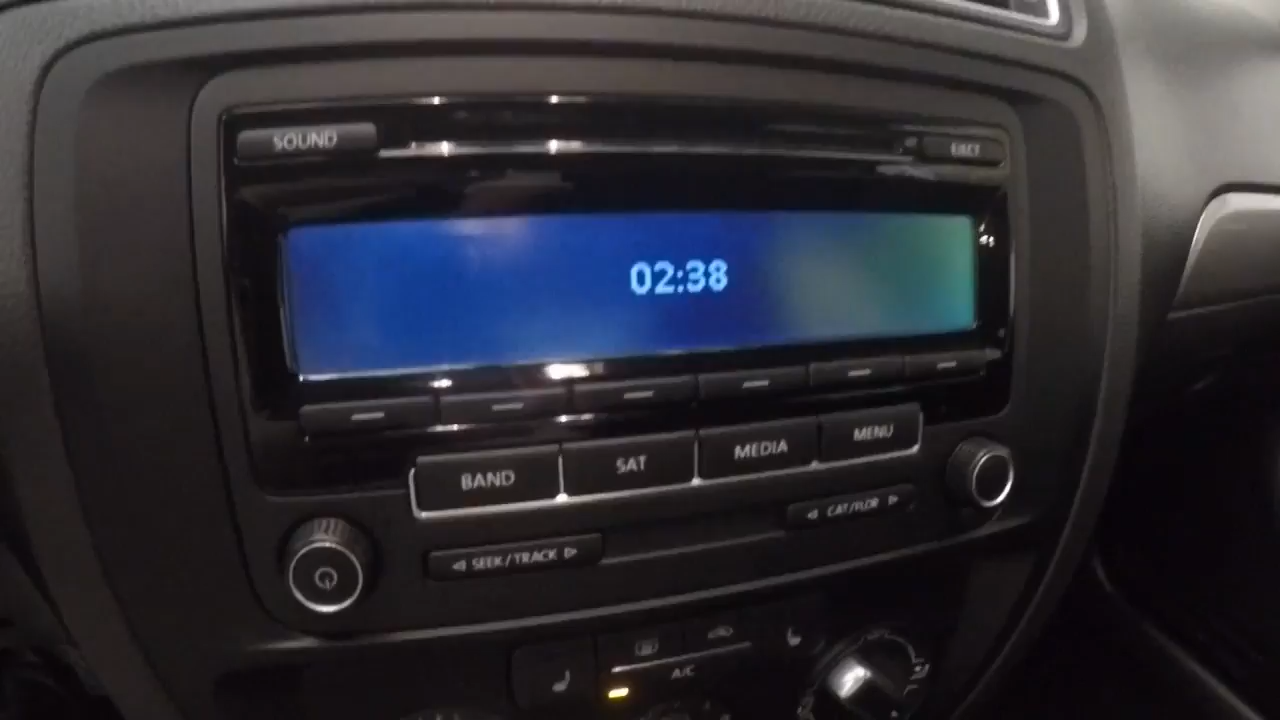 SOUND
EJECT
02:38
BAND
SAT
MEDIA
MENU
CAT/FLDR
SEEK / TRACK
A/C